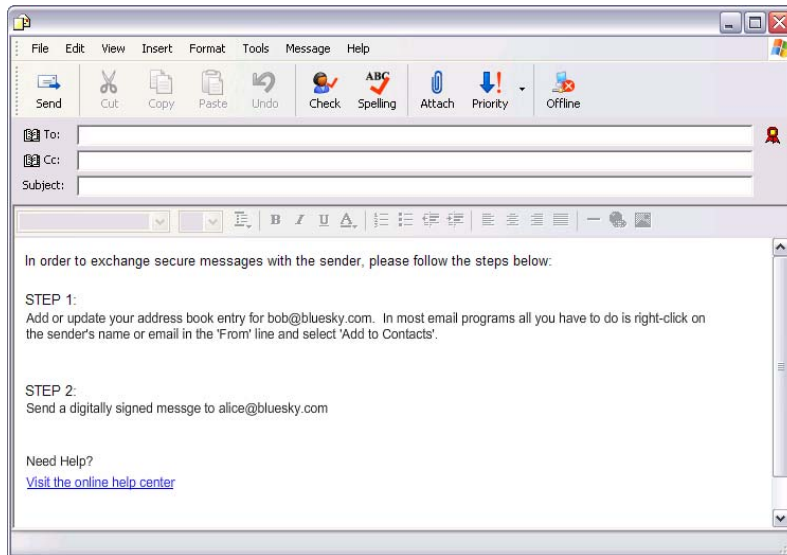 File Edit View Insert Format Tools Message Help
ABC
Send Cut Copy Paste Undo Check Spelling Attach Priority Offline
To:
Cc:
Subject:
B I U A
In order to exchange secure messages with the sender, please follow the steps below:
STEP 1:
Add or update your address book entry for bob@bluesky.com. In most email programs all you have to do is right-click on
the sender's name or email in the 'From' line and select 'Add to Contacts'.
STEP 2:
Send a digitally signed messge to alice@bluesky.com
Need Help?
Visit the online help center